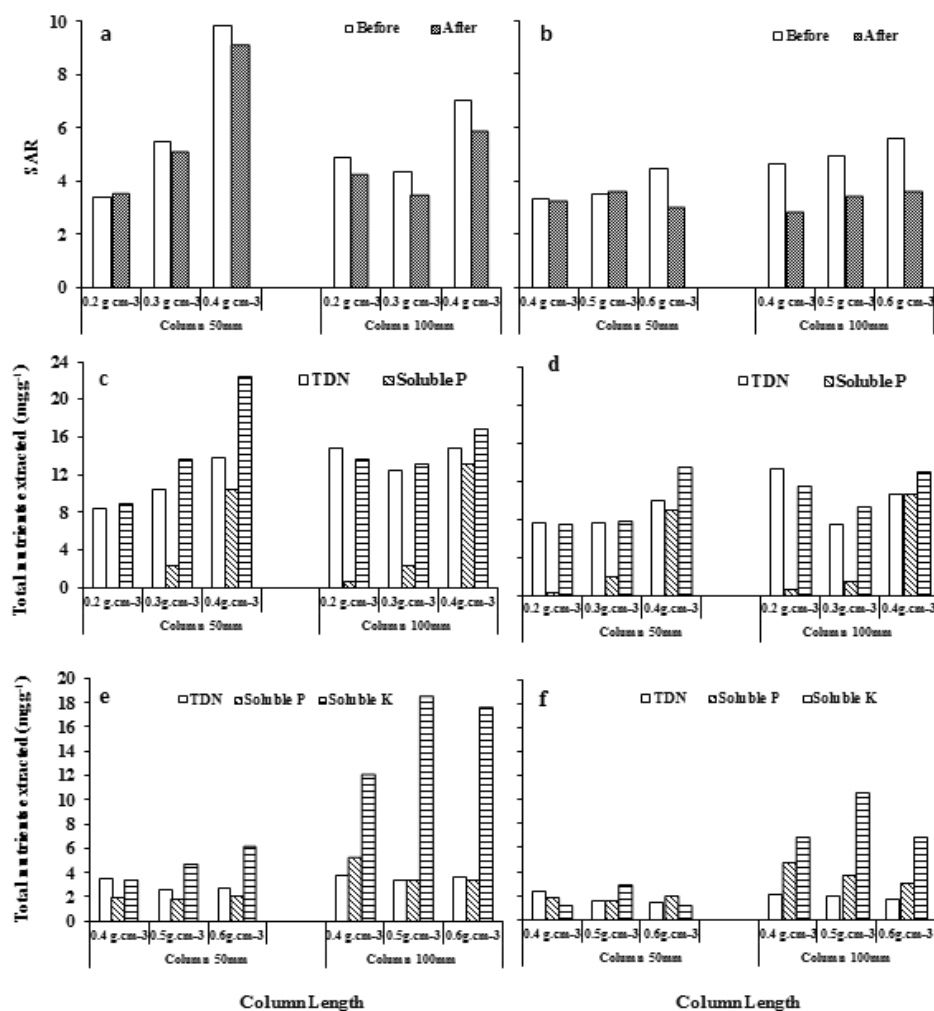 a
Before After
b
Before After
10
8
6
4
2
0
SAR
0.2 g cm-3 0.3 g cm-3 0.4 g cm-3 0.2 g cm-3 0.3 g cm-3 0.4 g cm-3
Column 50mm Column 100mm
0.4 g cm-3 0.5 g cm-3 0.6 g cm-3 0.4 g cm-3 0.5 g cm-3 0.6 g cm-3
Column 50mm Column 100mm
c
TDN Soluble P
d
TDN Soluble P
24
20
16
12
8
4
0
Total nutrients extracted (mgg-1)
0.2 g.cm-3 0.3g.cm-3 0.4g.cm-3 0.2 g.cm-3 0.3g.cm-3 0.4g.cm-3
Column 50mm Column 100mm
0.2 g.cm-3 0.3g.cm-3 0.4g.cm-3 0.2 g.cm-3 0.3g.cm-3 0.4g.cm-3
Column 50mm Column 100mm
e
TDN Soluble P Soluble K
f
TDN Soluble P Soluble K
20
18
16
14
12
10
8
6
4
2
0
Total nutrients extracted (mgg-1)
0.4 g.cm-3 0.5g.cm-3 0.6g.cm-3 0.4 g.cm-3 0.5g.cm-3 0.6g.cm-3
Column 50mm Column 100mm
0.4 g.cm-3 0.5g.cm-3 0.6g.cm-3 0.4 g.cm-3 0.5g.cm-3 0.6g.cm-3
Column 50mm Column 100mm
Column Length Column Length